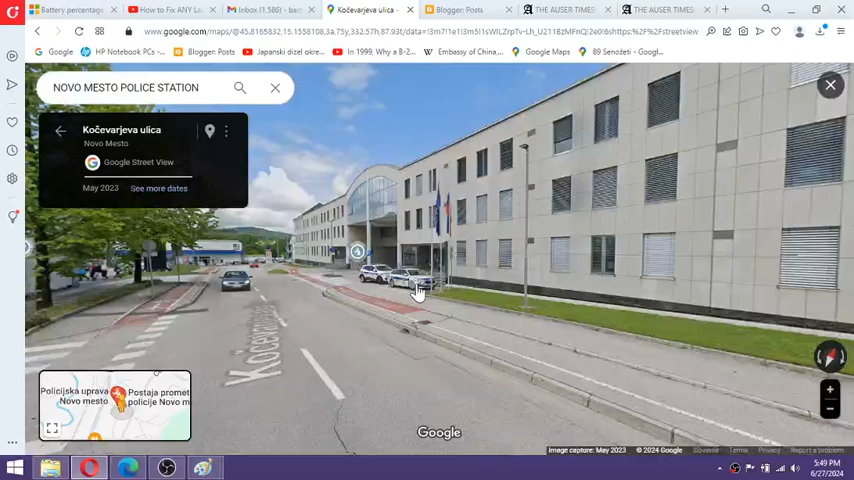 Battery percentage
How to Fix ANY La
Inbox (1,586) - bam
Kočevarjeva ulica -
Blogger: Posts
THE AUSER TIMES:
THE AUSER TIMES:
Google
HP Notebook PCs -...
Blogger: Posts
Japanski dizel okre...
In 1999, Why a B-2...
Embassy of China,...
Google Maps
89 Senožeti - Googl...
NOVO MESTO POLICE STATION
Kočevarjeva ulica
Novo Mesto
Google Street View
May 2023
See more dates
Policijska uprava
Novo mesto
Postaja promet
policije Novo m
Google
Image capture: May 2023
© 2024 Google
Slovenia
Terms
Privacy
Report a problem
5:49 PM
6/27/2024